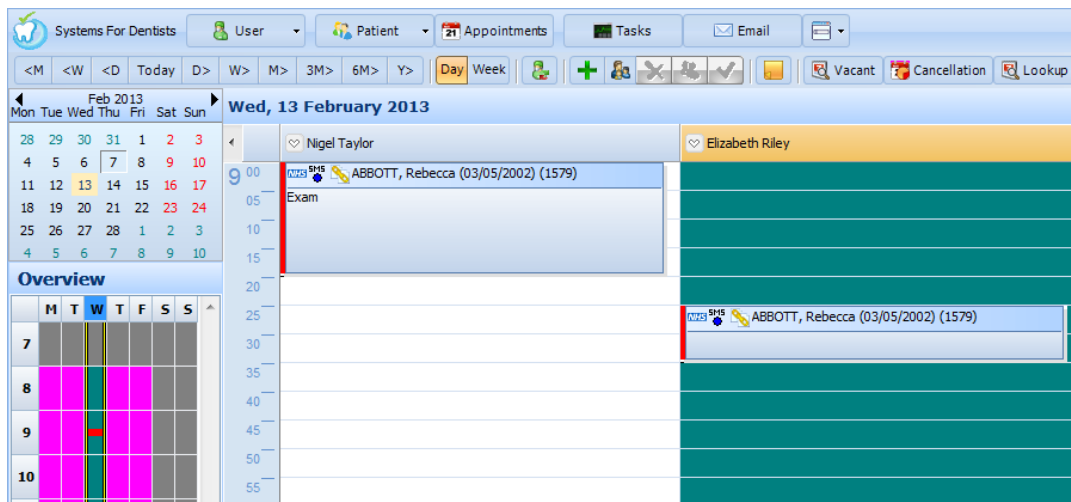 Systems For Dentists User Patient 21 Appointments Tasks Email
<M <W <D Today D> W> M> 3M> 6M> Y> Day Week Vacant Cancellation Lookup
Feb 2013
Mon Tue Wed Thu Fri Sat Sun
28 29 30 31 1 2 3
4 5 6 7 8 9 10
11 12 13 14 15 16 17
18 19 20 21 22 23 24
25 26 27 28 1 2 3
4 5 6 7 8 9 10
Overview
M T W T F S S
7
8
9
10
Wed, 13 February 2013
Nigel Taylor Elizabeth Riley
9 00 NHS SMS ABBOTT, Rebecca (03/05/2002) (1579)
05 Exam
10
15
20
25 NHS SMS ABBOTT, Rebecca (03/05/2002) (1579)
30
35
40
45
50
55